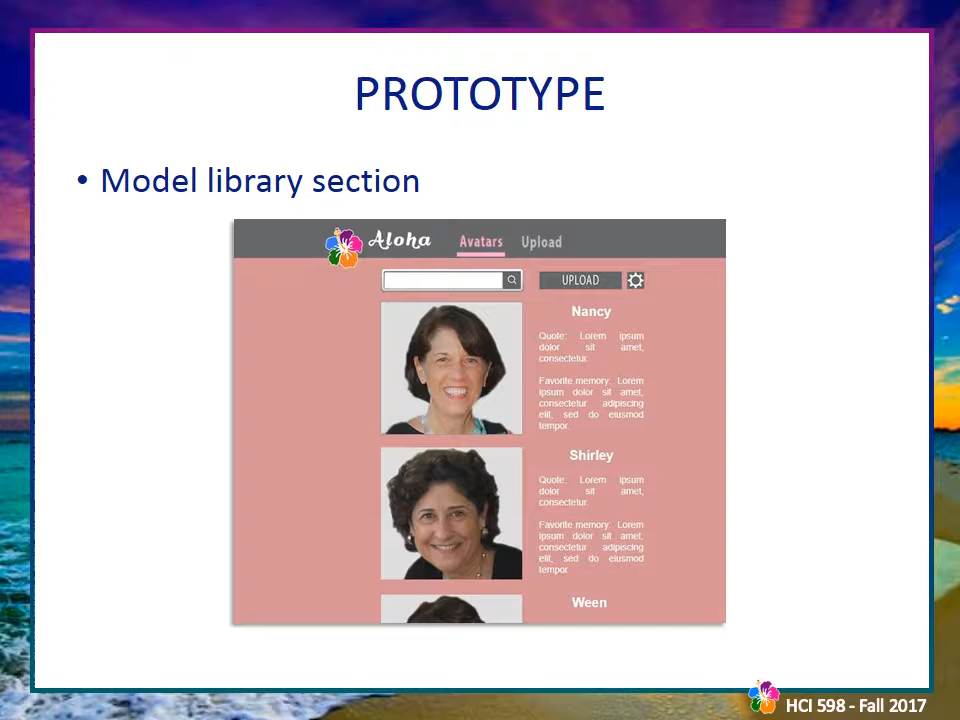 PROTOTYPE
• Model library section
Aloha Avatars Upload
UPLOAD
Nancy
Quote: Lorem ipsum
dolor sit amet,
consectetur.
Favorite memory: Lorem
ipsum dolor sit amet,
consectetur adipiscing
elit, sed do eiusmod
tempor.
Shirley
Quote: Lorem ipsum
dolor sit amet,
consectetur.
Favorite memory: Lorem
ipsum dolor sit amet,
consectetur adipiscing
elit, sed do eiusmod
tempor.
Ween
HCI 598 - Fall 2017